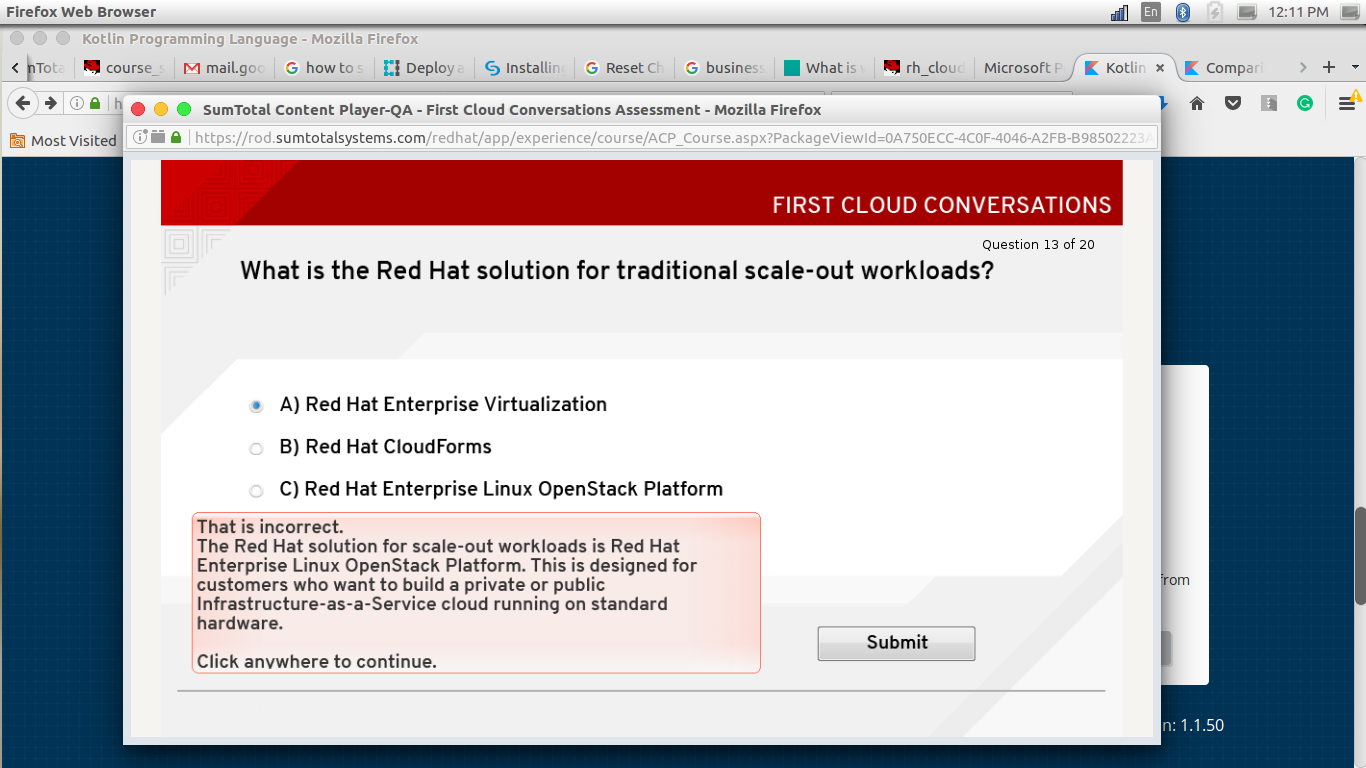 Firefox Web Browser
En
12:11 PM
Kotlin Programming Language - Mozilla Firefox
course_s
mail.goo
how to s
Deploy a
Installin
Reset Ch
business
What is
rh_cloud
Microsoft P
Kotlin
Compari
Most Visited
SumTotal Content Player-QA - First Cloud Conversations Assessment - Mozilla Firefox
https://rod.sumtotalsystems.com/redhat/app/experience/course/ACP_Course.aspx?PackageViewId=0A750ECC-4C0F-4046-A2FB-B98502223A
FIRST CLOUD CONVERSATIONS
Question 13 of 20
What is the Red Hat solution for traditional scale-out workloads?
A) Red Hat Enterprise Virtualization
B) Red Hat CloudForms
C) Red Hat Enterprise Linux OpenStack Platform
That is incorrect.
The Red Hat solution for scale-out workloads is Red Hat
Enterprise Linux OpenStack Platform. This is designed for
customers who want to build a private or public
Infrastructure-as-a-Service cloud running on standard
hardware.
Click anywhere to continue.
Submit
from
n: 1.1.50